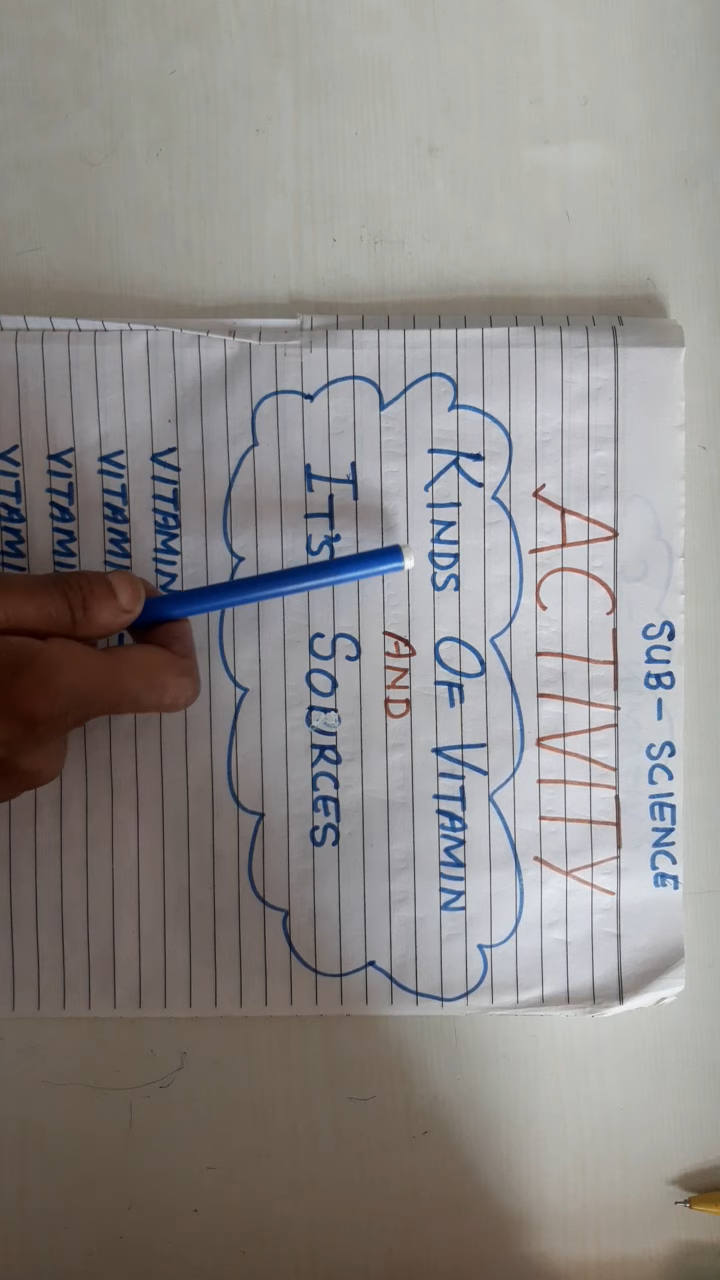 SUB - SCIENCE
ACTIVITY
KINDS OF VITAMIN
AND
IT'S SOURCES
VITAMIN